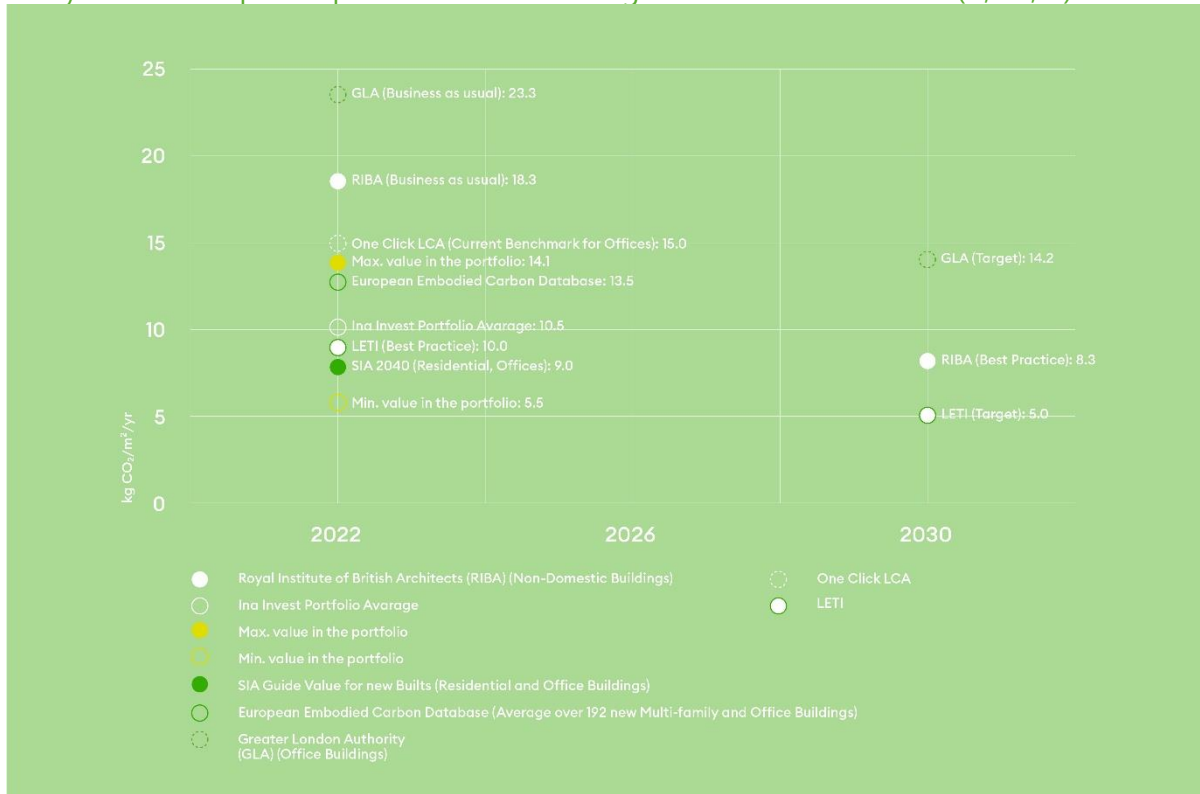 25
GLA (Business as usual): 23.3
20
RIBA (Business as usual): 18.3
15
One Click LCA (Current Benchmark for Offices): 15.0
Max. value in the portfolio: 14.1
GLA (Target): 14.2
European Embodied Carbon Database: 13.5
10
Ina Invest Portfolio Avarage: 10.5
LETI (Best Practice): 10.0
SIA 2040 (Residential, Offices): 9.0
RIBA (Best Practice): 8.3
Min. value in the portfolio: 5.5
5
LETI (Target): 5.0
kg CO₂/m²/yr
0
2022 2026 2030
Royal Institute of British Architects (RIBA) (Non-Domestic Buildings)
Ina Invest Portfolio Avarage
Max. value in the portfolio
Min. value in the portfolio
SIA Guide Value for new Builts (Residential and Office Buildings)
European Embodied Carbon Database (Average over 192 new Multi-family and Office Buildings)
Greater London Authority
(GLA) (Office Buildings)
One Click LCA
LETI